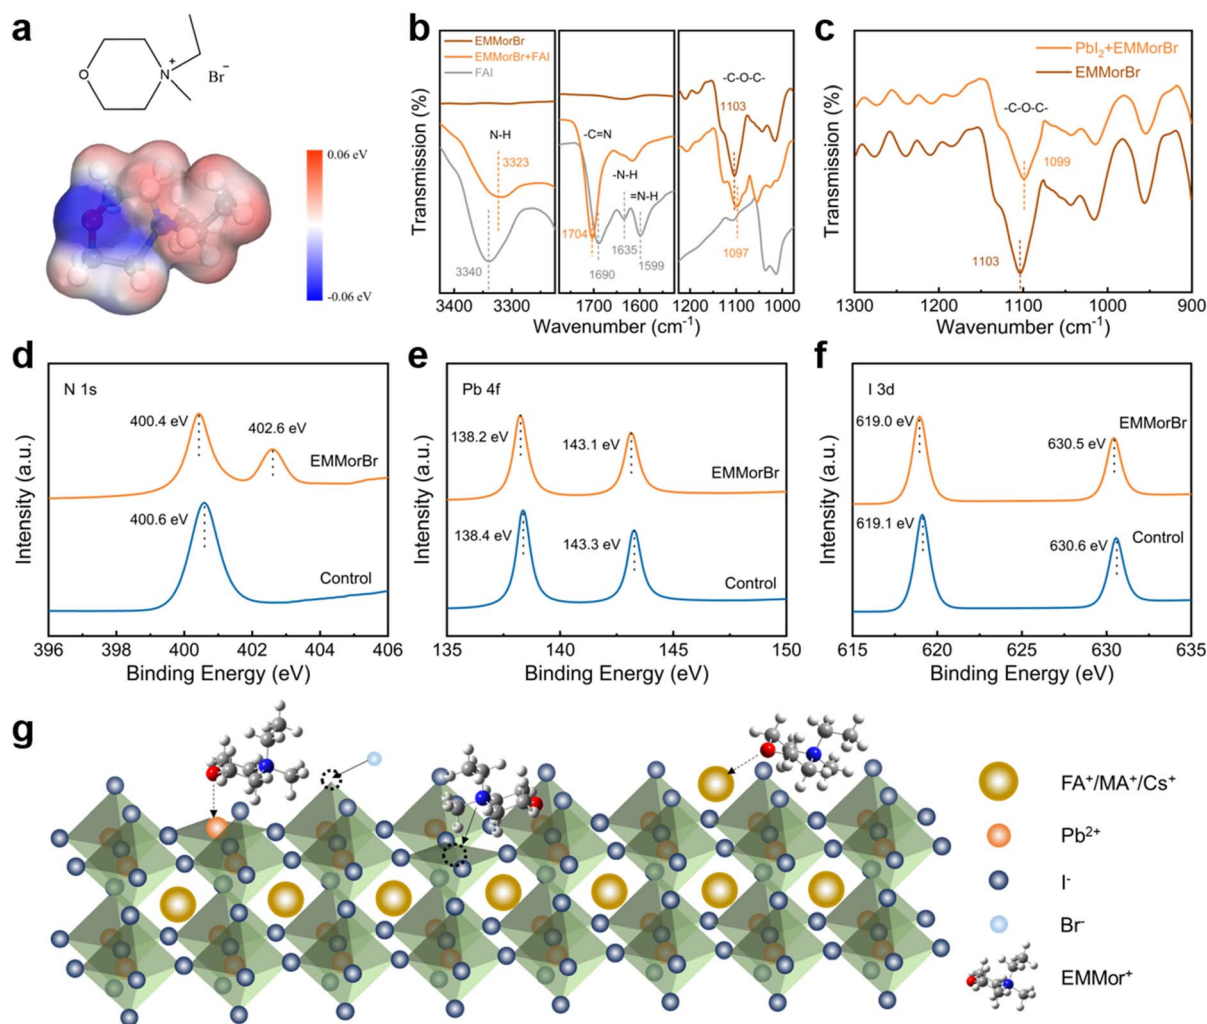 a
O
N
+
Br⁻
0.06 eV
-0.06 eV
b
EMMorBr
EMMorBr+FAI
FAI
-C-O-C-
1103
N-H
-C=N
3323
-N-H
=N-H
1704
1635
3340
1690
1599
1097
Transmission (%)
3400
3300
1700
1600
1200
1100
1000
Wavenumber (cm⁻¹)
c
PbI₂+EMMorBr
EMMorBr
-C-O-C-
1099
1103
Transmission (%)
1300
1200
1100
1000
900
Wavenumber (cm⁻¹)
d
N 1s
400.4 eV
402.6 eV
EMMorBr
400.6 eV
Control
Intensity (a.u.)
396
398
400
402
404
406
Binding Energy (eV)
e
Pb 4f
138.2 eV
143.1 eV
EMMorBr
138.4 eV
143.3 eV
Control
Intensity (a.u.)
135
140
145
150
Binding Energy (eV)
f
I 3d
619.0 eV
EMMorBr
630.5 eV
619.1 eV
Control
630.6 eV
Intensity (a.u.)
615
620
625
630
635
Binding Energy (eV)
g
FA⁺/MA⁺/Cs⁺
Pb²⁺
I⁻
Br⁻
EMMor⁺